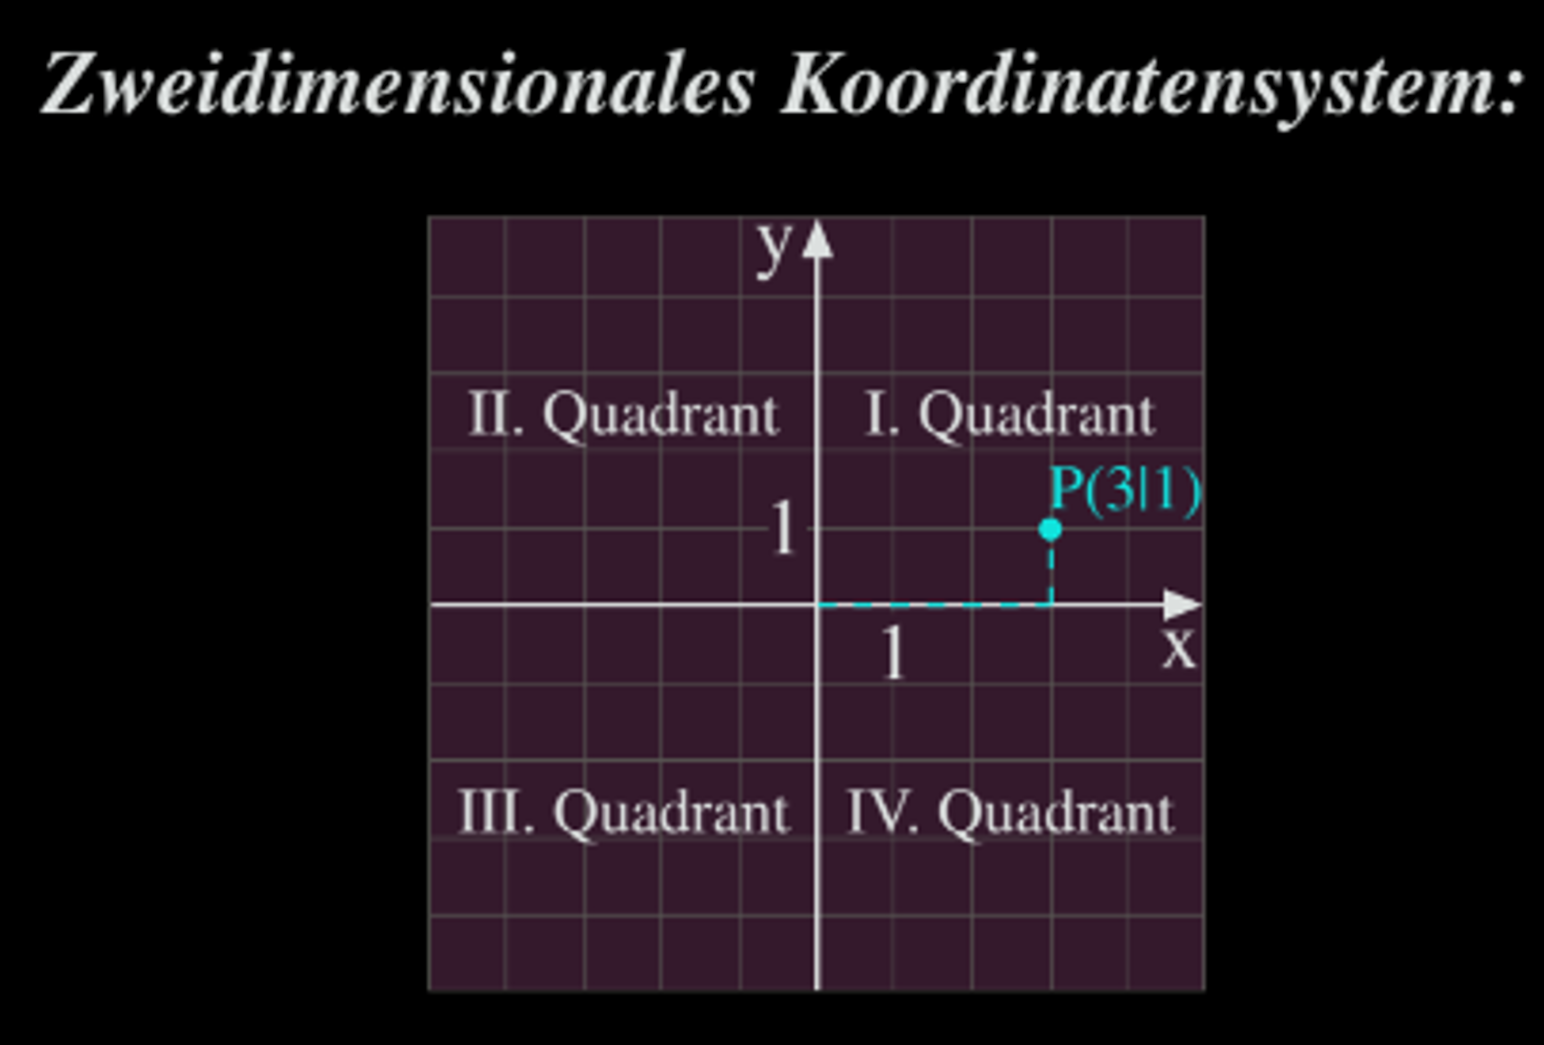 Zweidimensionales Koordinatensystem:
y
II. Quadrant
I. Quadrant
P(3|1)
1
1
x
III. Quadrant
IV. Quadrant